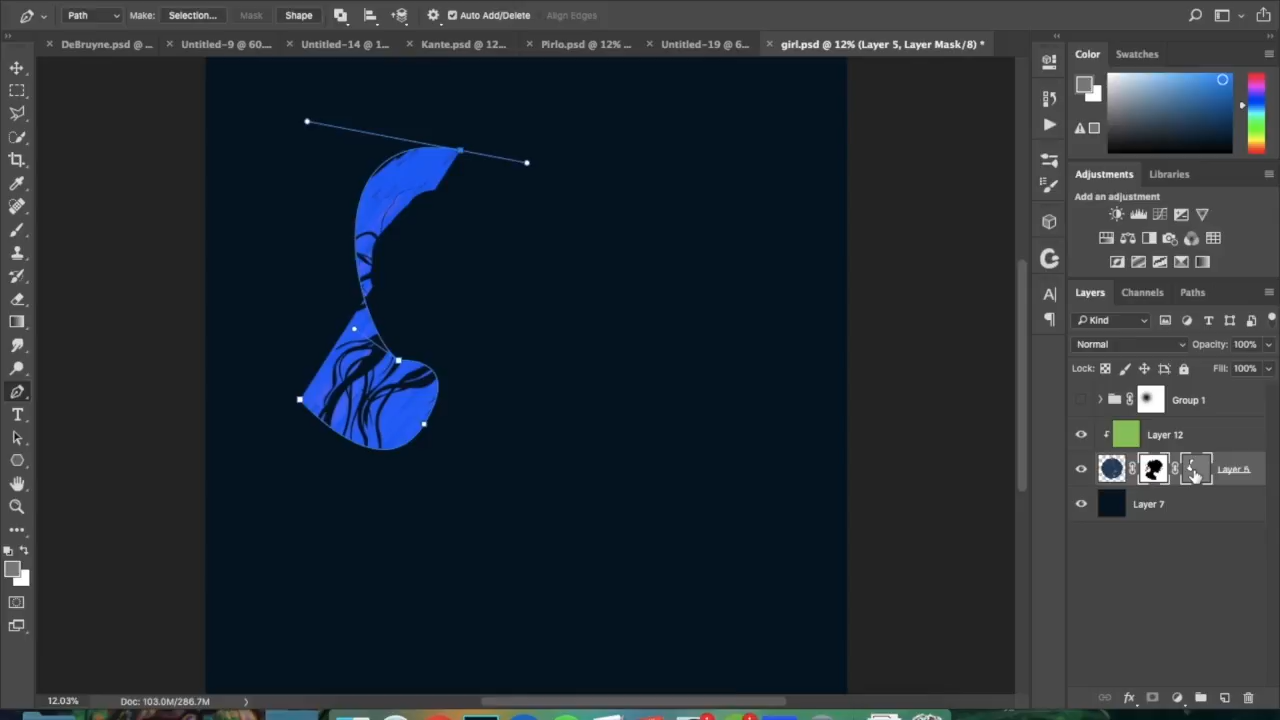 Path Make: Selection... Mask Shape Auto Add/Delete Align Edges
DeBruyne.psd @ ... Untitled-9 @ 60.... Untitled-14 @ 1... Kante.psd @ 12... Pirlo.psd @ 12% ... Untitled-19 @ 6... girl.psd @ 12% (Layer 5, Layer Mask/8) *
Color Swatches
Adjustments Libraries
Add an adjustment
Layers Channels Paths
Kind
Normal Opacity: 100%
Lock: Fill: 100%
Group 1
Layer 12
Layer 5
Layer 7
12.03% Doc: 103.0M/286.7M